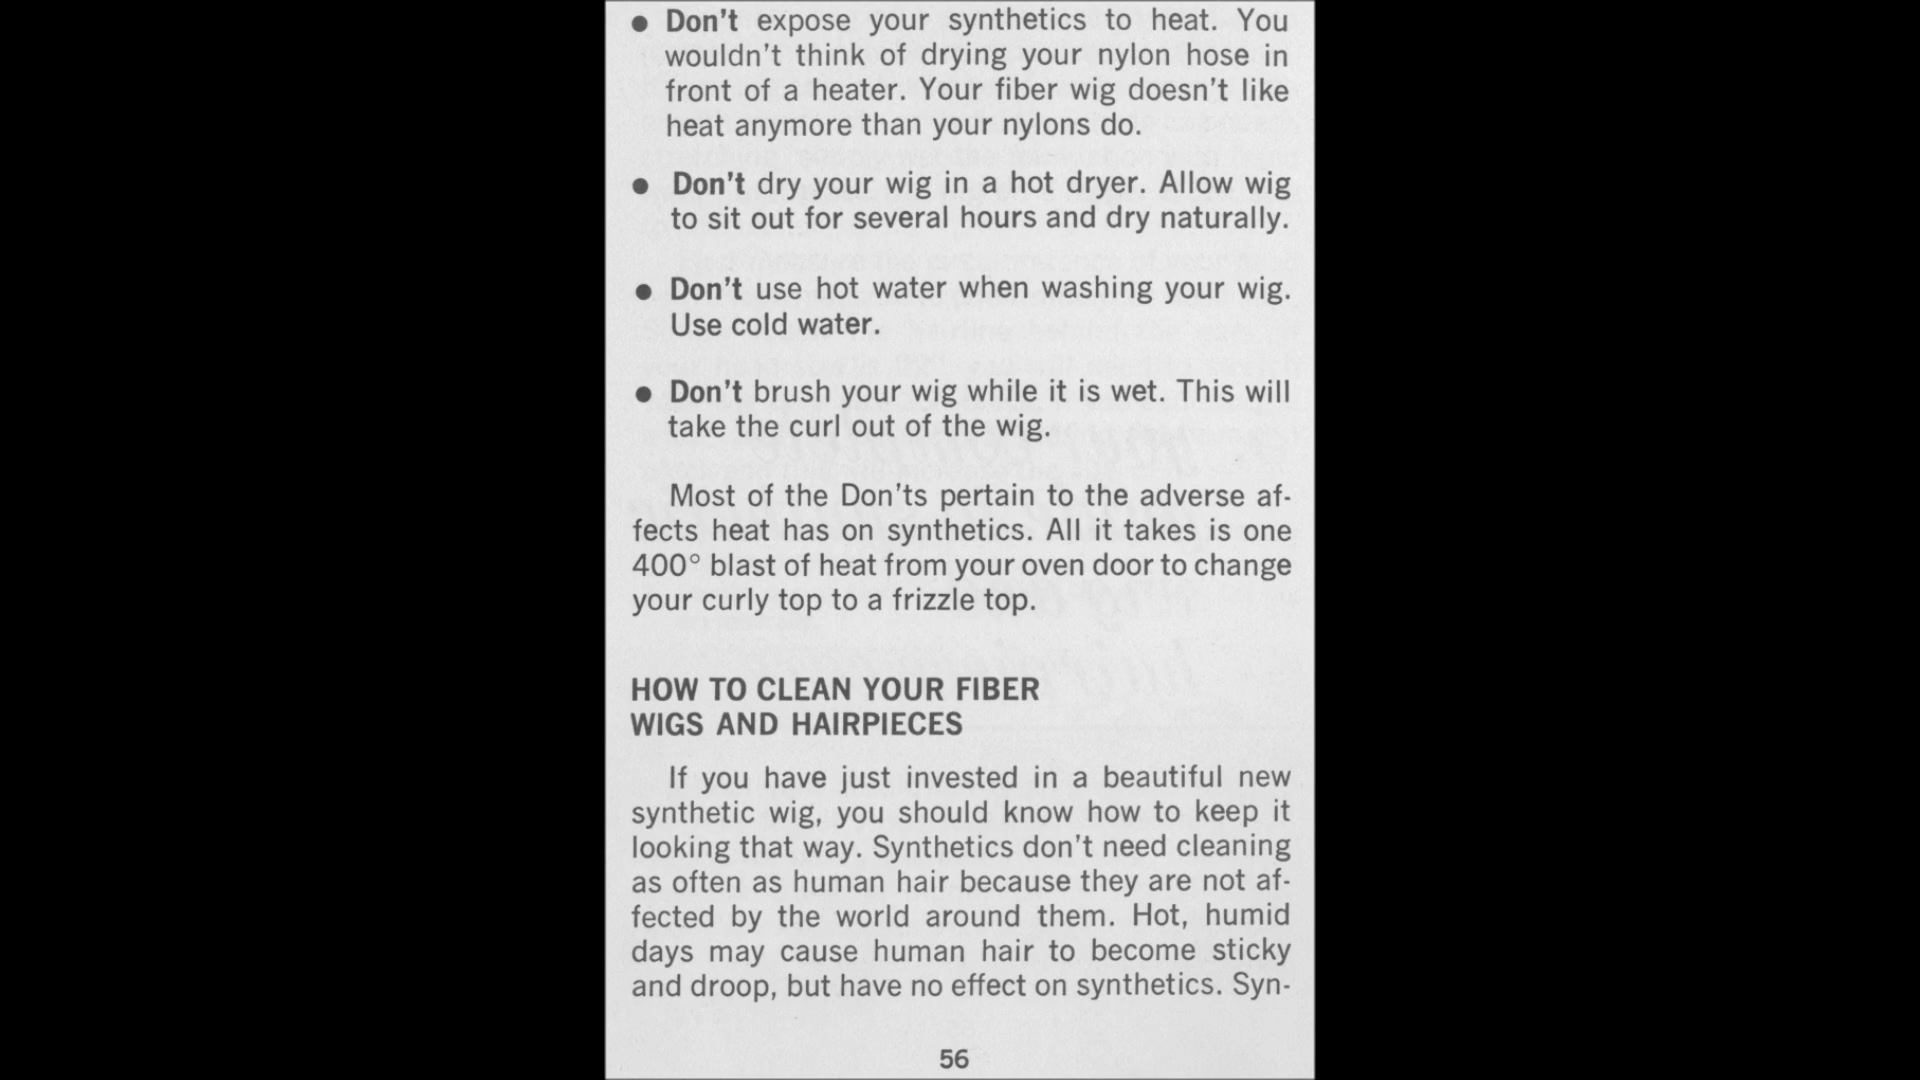 ● Don't expose your synthetics to heat. You
wouldn't think of drying your nylon hose in
front of a heater. Your fiber wig doesn't like
heat anymore than your nylons do.
● Don't dry your wig in a hot dryer. Allow wig
to sit out for several hours and dry naturally.
● Don't use hot water when washing your wig.
Use cold water.
● Don't brush your wig while it is wet. This will
take the curl out of the wig.
Most of the Don'ts pertain to the adverse af-
fects heat has on synthetics. All it takes is one
400° blast of heat from your oven door to change
your curly top to a frizzle top.
HOW TO CLEAN YOUR FIBER
WIGS AND HAIRPIECES
If you have just invested in a beautiful new
synthetic wig, you should know how to keep it
looking that way. Synthetics don't need cleaning
as often as human hair because they are not af-
fected by the world around them. Hot, humid
days may cause human hair to become sticky
and droop, but have no effect on synthetics. Syn-
56